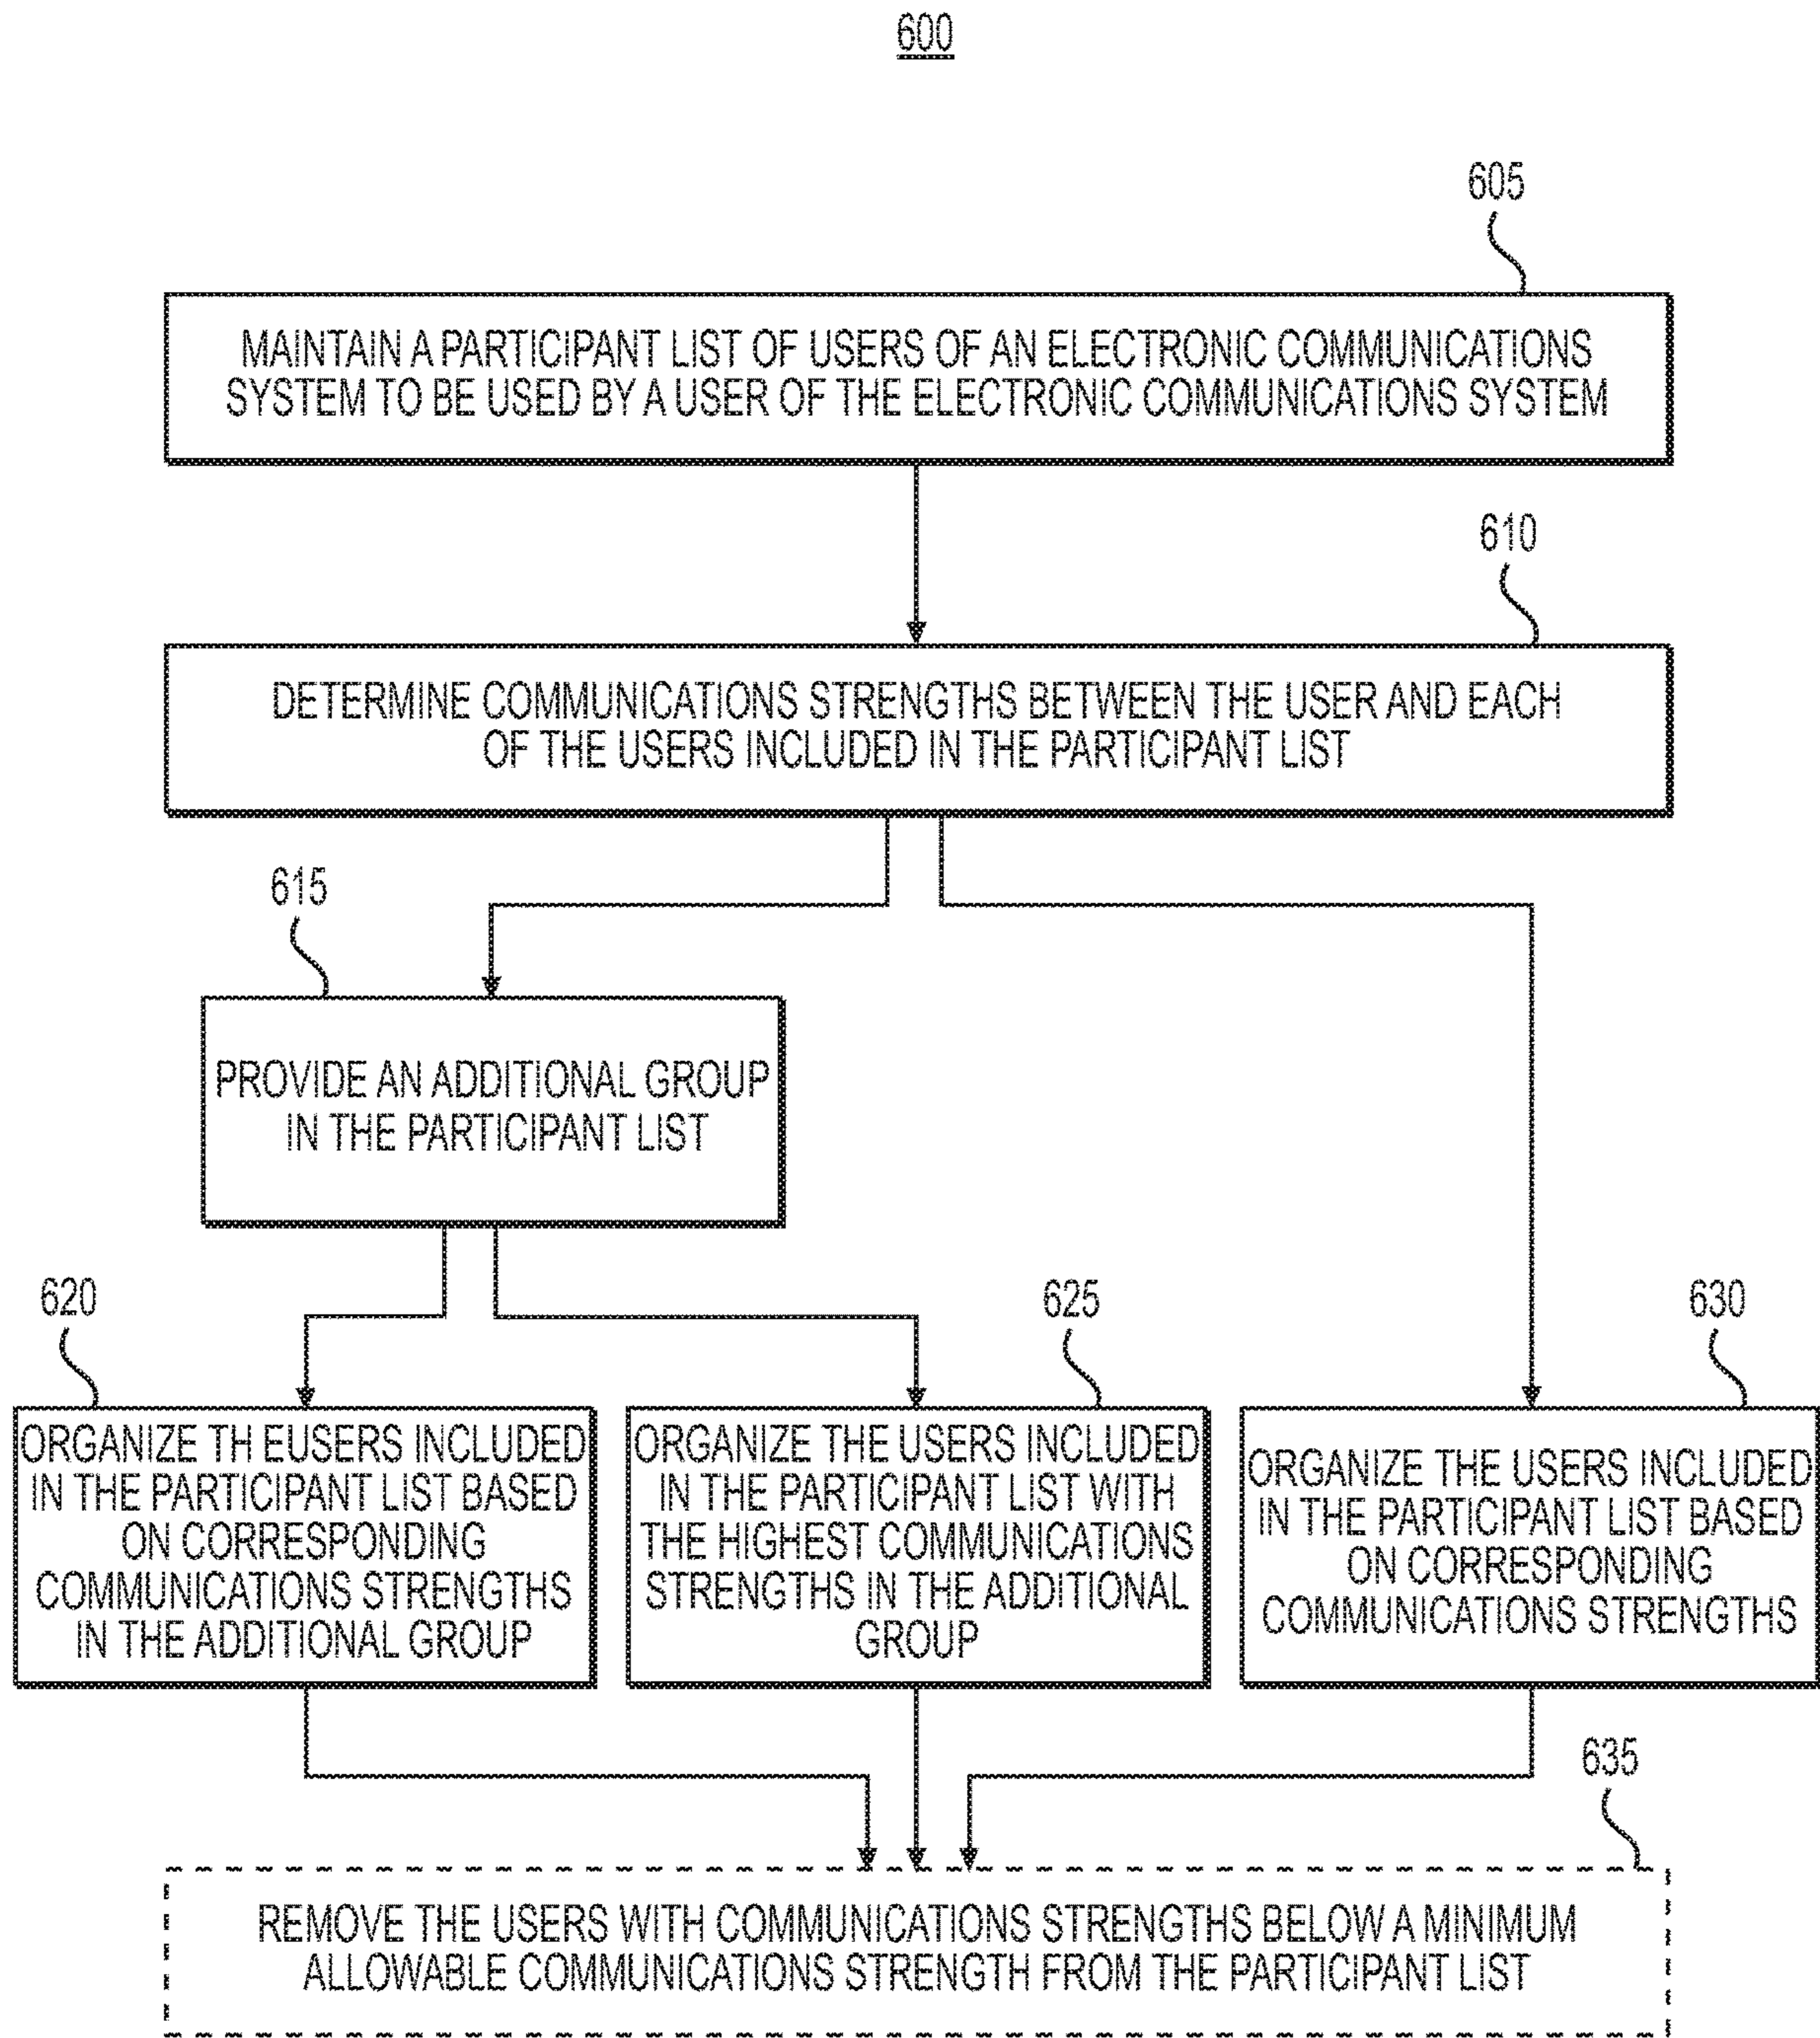 600
605
MAINTAIN A PARTICIPANT LIST OF USERS OF AN ELECTRONIC COMMUNICATIONS
SYSTEM TO BE USED BY A USER OF THE ELECTRONIC COMMUNICATIONS SYSTEM
610
DETERMINE COMMUNICATIONS STRENGTHS BETWEEN THE USER AND EACH
OF THE USERS INCLUDED IN THE PARTICIPANT LIST
615
PROVIDE AN ADDITIONAL GROUP
IN THE PARTICIPANT LIST
620
ORGANIZE TH EUSERS INCLUDED
IN THE PARTICIPANT LIST BASED
ON CORRESPONDING
COMMUNICATIONS STRENGTHS
IN THE ADDITIONAL GROUP
625
ORGANIZE THE USERS INCLUDED
IN THE PARTICIPANT LIST WITH
THE HIGHEST COMMUNICATIONS
STRENGTHS IN THE ADDITIONAL
GROUP
630
ORGANIZE THE USERS INCLUDED
IN THE PARTICIPANT LIST BASED
ON CORRESPONDING
COMMUNICATIONS STRENGTHS
635
REMOVE THE USERS WITH COMMUNICATIONS STRENGTHS BELOW A MINIMUM
ALLOWABLE COMMUNICATIONS STRENGTH FROM THE PARTICIPANT LIST